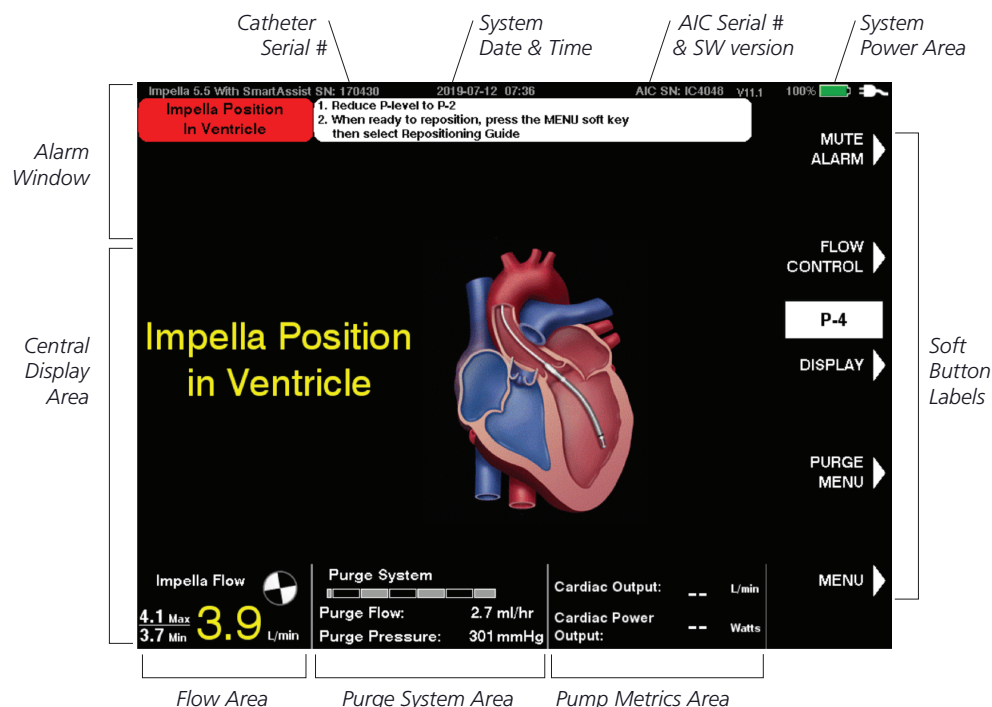 Catheter
Serial #
System
Date & Time
AIC Serial #
& SW version
System
Power Area
Impella 5.5 With SmartAssist SN: 170430 2019-07-12 07:36 AIC SN: IC4048 V11.1 100%
Impella Position
In Ventricle
1. Reduce P-level to P-2
2. When ready to reposition, press the MENU soft key
then select Repositioning Guide
MUTE
ALARM
Alarm
Window
FLOW
CONTROL
P-4
DISPLAY
Impella Position
in Ventricle
Central
Display
Area
Soft
Button
Labels
PURGE
MENU
MENU
Impella Flow
4.1 Max
3.7 Min
3.9 L/min
Purge System
Purge Flow: 2.7 ml/hr
Purge Pressure: 301 mmHg
Cardiac Output: -- L/min
Cardiac Power
Output: -- Watts
Flow Area
Purge System Area
Pump Metrics Area